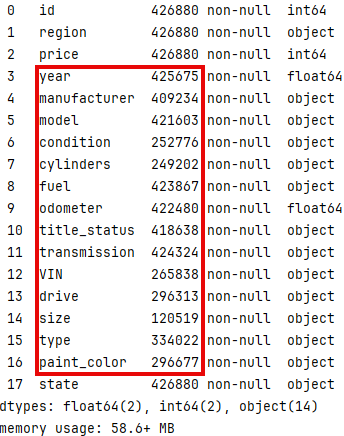 0 id 426880 non-null int64
1 region 426880 non-null object
2 price 426880 non-null int64
3 year 425675 non-null float64
4 manufacturer 409234 non-null object
5 model 421603 non-null object
6 condition 252776 non-null object
7 cylinders 249202 non-null object
8 fuel 423867 non-null object
9 odometer 422480 non-null float64
10 title_status 418638 non-null object
11 transmission 424324 non-null object
12 VIN 265838 non-null object
13 drive 296313 non-null object
14 size 120519 non-null object
15 type 334022 non-null object
16 paint_color 296677 non-null object
17 state 426880 non-null object
dtypes: float64(2), int64(2), object(14)
memory usage: 58.6+ MB